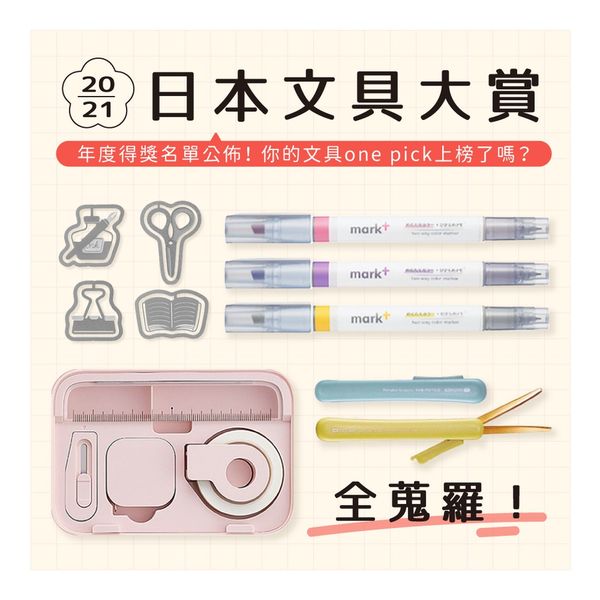 20
21
日本文具大賞
年度得獎名單公佈！你的文具one pick上榜了嗎？
mark+
mark+
mark+
全蒐羅！